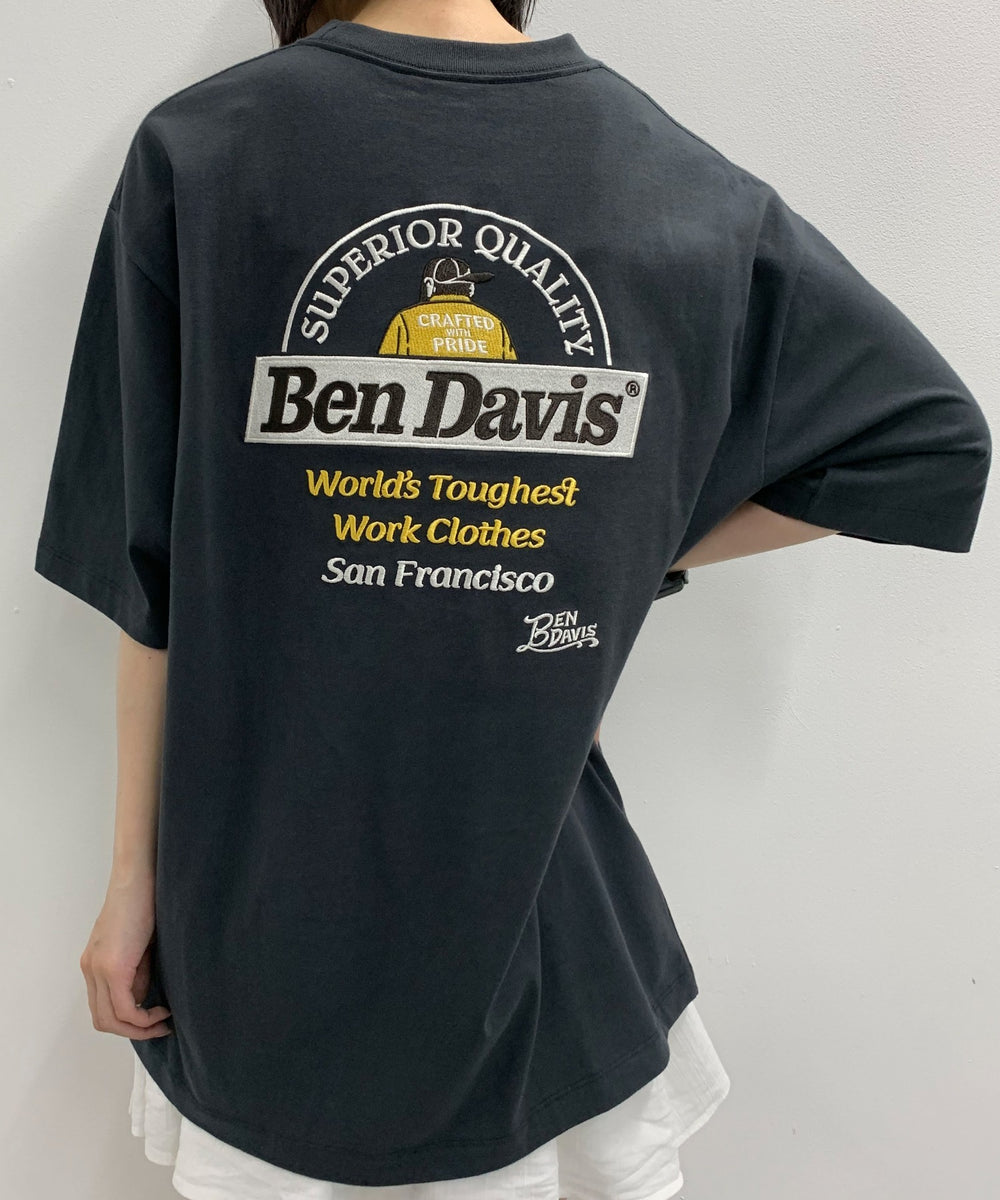 SUPERIOR QUALITY
CRAFTED
WITH
PRIDE
Ben Davis®
World's Toughest
Work Clothes
San Francisco
BEN
DAVIS